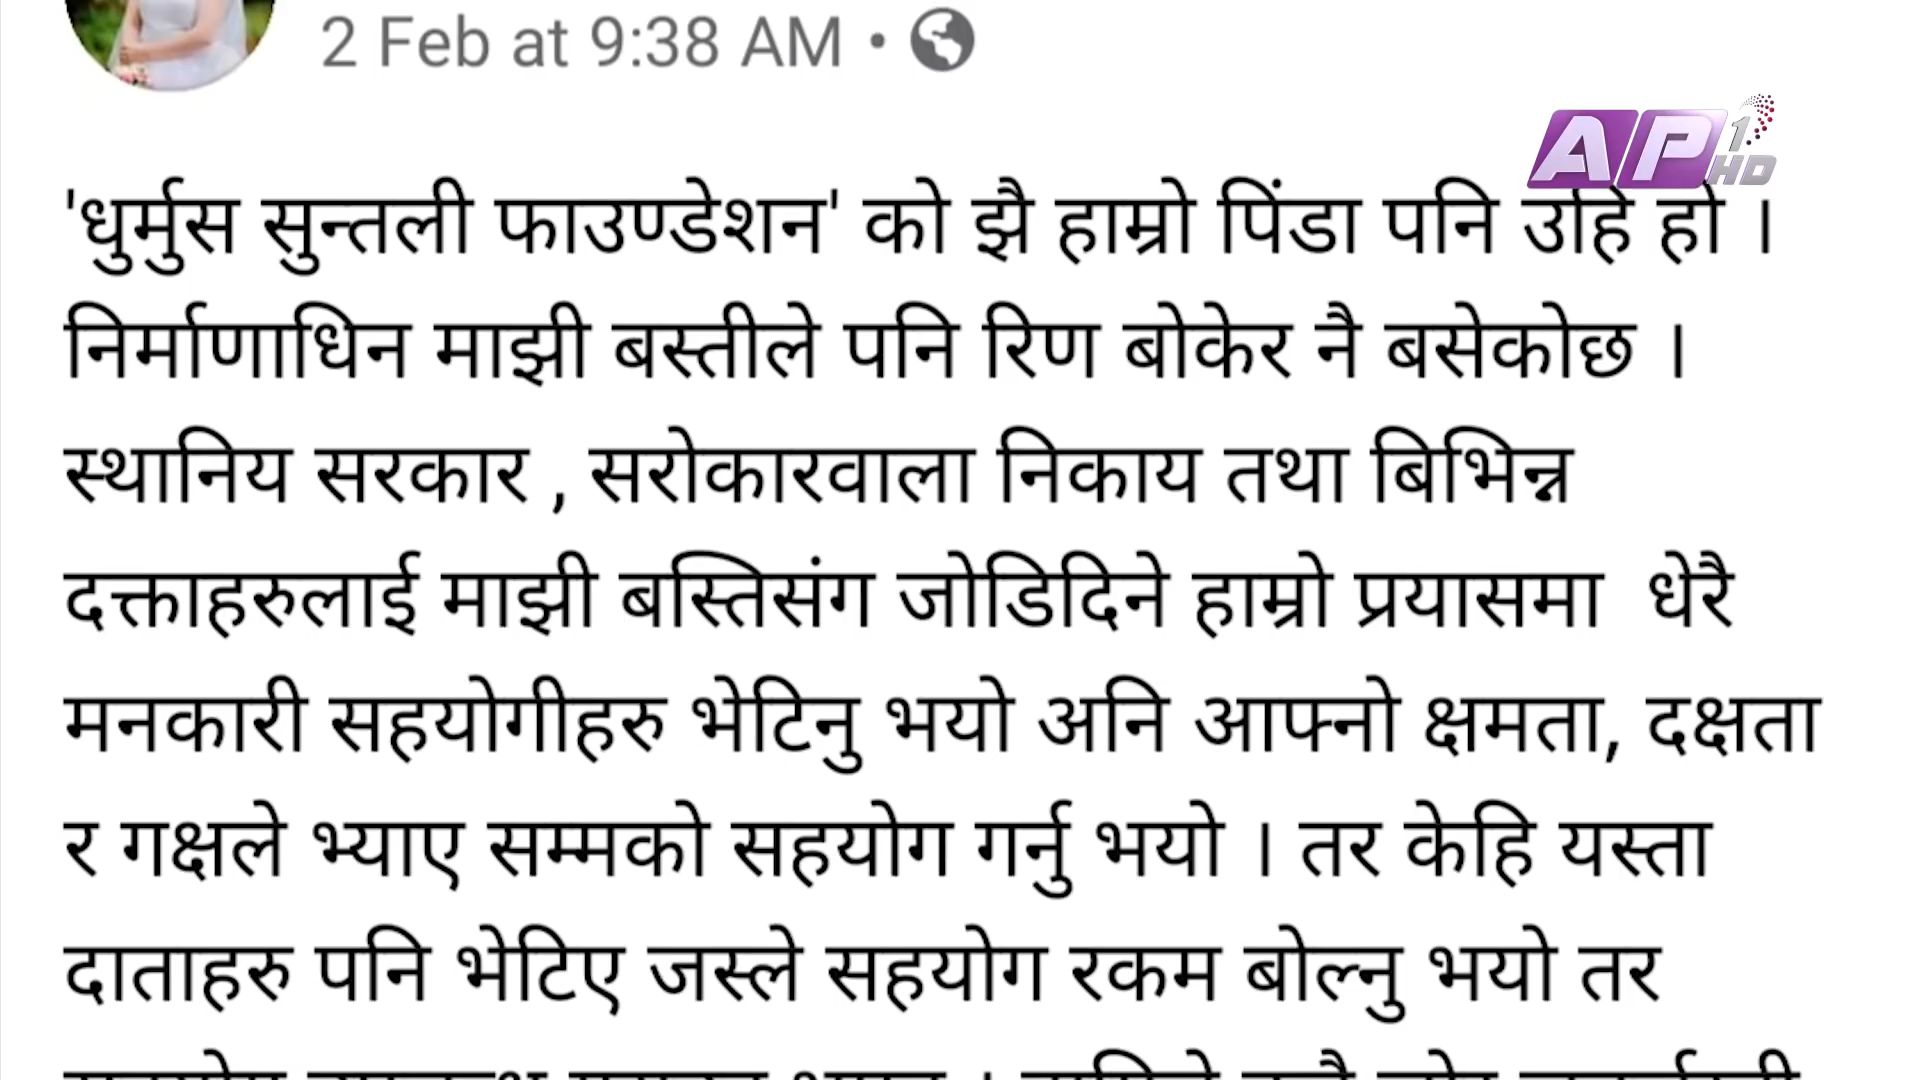 2 Feb at 9:38 AM •
AP1 HD
'धुर्मुस सुन्तली फाउण्डेशन' को झै हाम्रो पिंडा पनि उहि हो ।
निर्माणाधिन माझी बस्तीले पनि रिण बोकेर नै बसेकोछ ।
स्थानिय सरकार , सरोकारवाला निकाय तथा बिभिन्न
दक्ताहरुलाई माझी बस्तिसंग जोडिदिने हाम्रो प्रयासमा धेरै
मनकारी सहयोगीहरु भेटिनु भयो अनि आफ्नो क्षमता, दक्षता
र गक्षले भ्याए सम्मको सहयोग गर्नु भयो । तर केहि यस्ता
दाताहरु पनि भेटिए जस्ले सहयोग रकम बोल्नु भयो तर